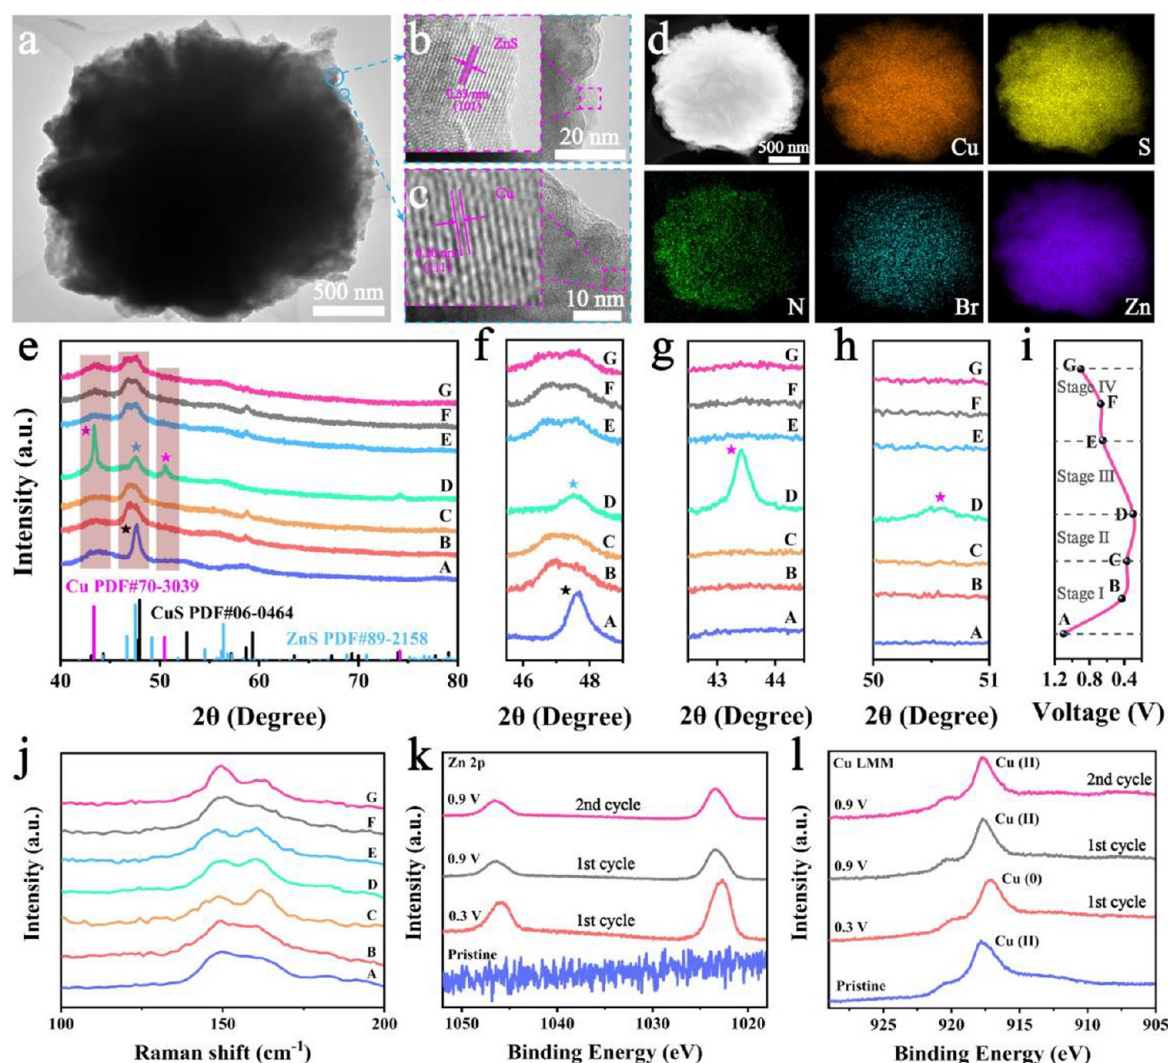 a
500 nm
b
ZnS
0.33 nm
(101)
20 nm
c
Cu
0.20 nm
(111)
10 nm
d
500 nm
Cu
S
N
Br
Zn
e
Intensity (a.u.)
G
F
E
D
C
B
A
Cu PDF#70-3039
CuS PDF#06-0464
ZnS PDF#89-2158
40 50 60 70 80
2θ (Degree)
f
G
F
E
D
C
B
A
46 48
2θ (Degree)
g
G
F
E
D
C
B
A
43 44
2θ (Degree)
h
G
F
E
D
C
B
A
50 51
2θ (Degree)
i
G
Stage IV
F
E
Stage III
D
Stage II
C
Stage I
B
A
1.2 0.8 0.4
Voltage (V)
j
Intensity (a.u.)
G
F
E
D
C
B
A
100 150 200
Raman shift (cm-1)
k
Intensity (a.u.)
Zn 2p
0.9 V
2nd cycle
0.9 V
1st cycle
0.3 V
1st cycle
Pristine
1050 1040 1030 1020
Binding Energy (eV)
l
Intensity (a.u.)
Cu LMM
Cu (II)
2nd cycle
0.9 V
Cu (II)
1st cycle
0.9 V
Cu (0)
1st cycle
0.3 V
Cu (II)
Pristine
925 920 915 910 905
Binding Energy (eV)